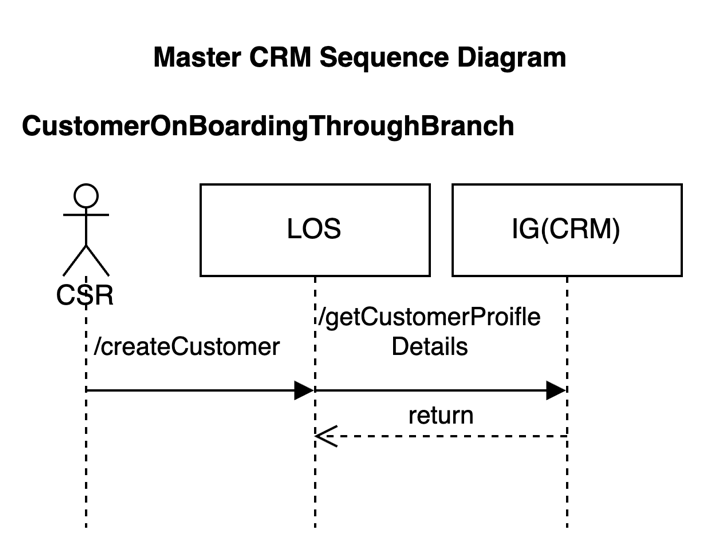 Master CRM Sequence Diagram
CustomerOnBoardingThroughBranch
LOS
IG(CRM)
CSR
/getCustomerProifle
Details
/createCustomer
return